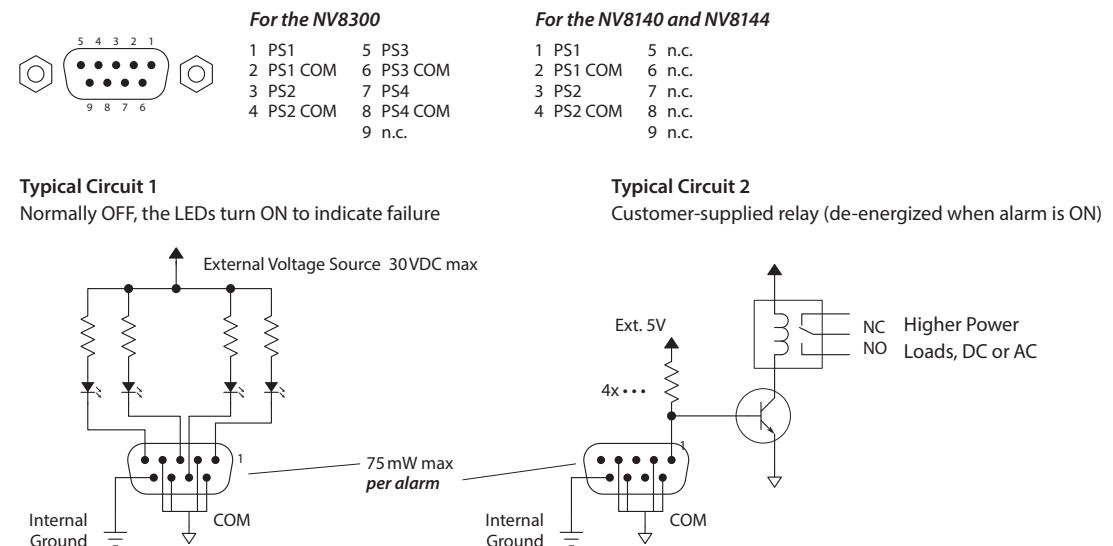 For the NV8300
For the NV8140 and NV8144
5 4 3 2 1
9 8 7 6
1 PS1 5 PS3
2 PS1 COM 6 PS3 COM
3 PS2 7 PS4
4 PS2 COM 8 PS4 COM
9 n.c.
1 PS1 5 n.c.
2 PS1 COM 6 n.c.
3 PS2 7 n.c.
4 PS2 COM 8 n.c.
9 n.c.
Typical Circuit 1
Normally OFF, the LEDs turn ON to indicate failure
External Voltage Source 30VDC max
1
75mW max
per alarm
Internal
Ground
COM
Typical Circuit 2
Customer-supplied relay (de-energized when alarm is ON)
Ext. 5V
4x •••
NC
NO
Higher Power
Loads, DC or AC
1
Internal
Ground
COM